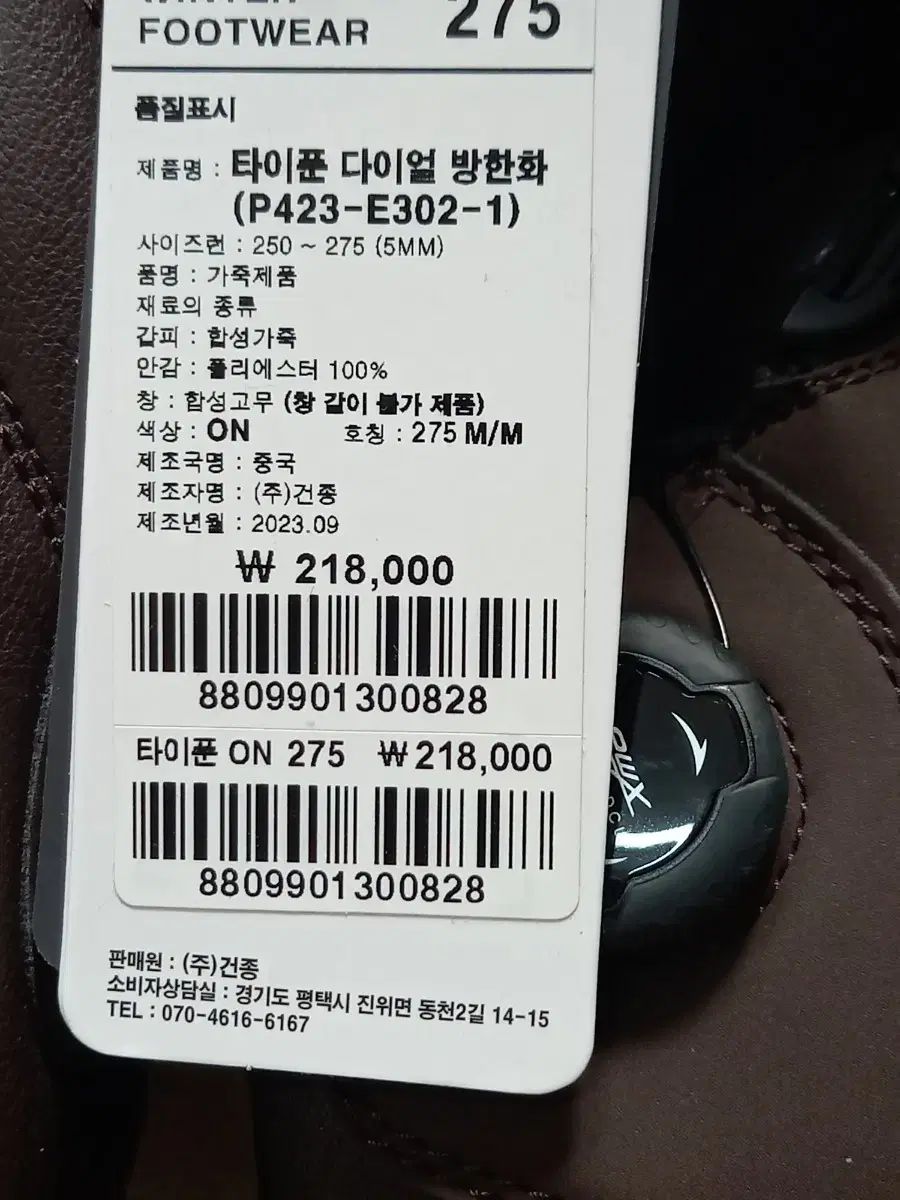 WINTER
FOOTWEAR 275
품질표시
제품명 : 타이푼 다이얼 방한화
(P423-E302-1)
사이즈런 : 250 ~ 275 (5MM)
품명 : 가죽제품
재료의 종류
갑피 : 합성가죽
안감 : 폴리에스터 100%
창 : 합성고무 (창 갈이 불가 제품)
색상 : ON 호칭 : 275 M/M
제조국명 : 중국
제조자명 : (주)건종
제조년월 : 2023.09
₩ 218,000
8809901300828
타이푼 ON 275 ₩218,000
8809901300828
판매원 : (주)건종
소비자상담실 : 경기도 평택시 진위면 동천2길 14-15
TEL : 070-4616-6167